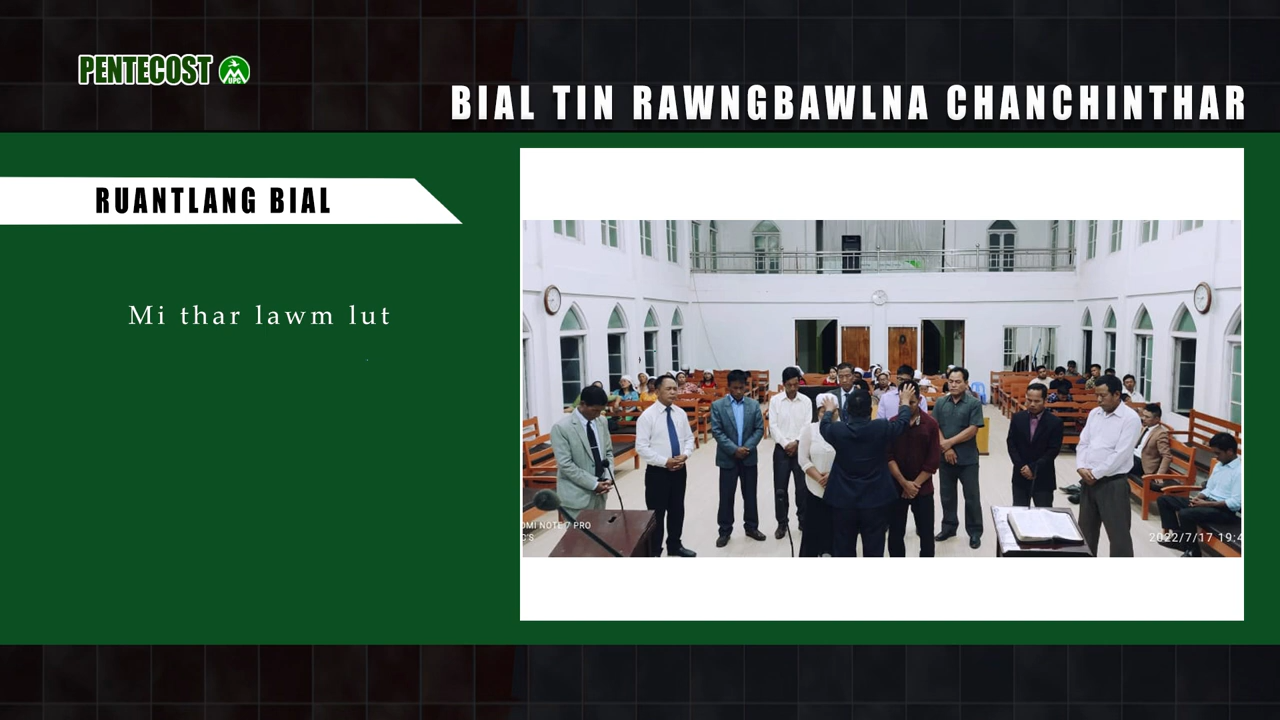 PENTECOST
UPC
BIAL TIN RAWNGBAWLNA CHANCHINTHAR
RUANTLANG BIAL
Mi thar lawm lut
OMI NOTE 7 PRO
C'S
2022/7/17 19:4